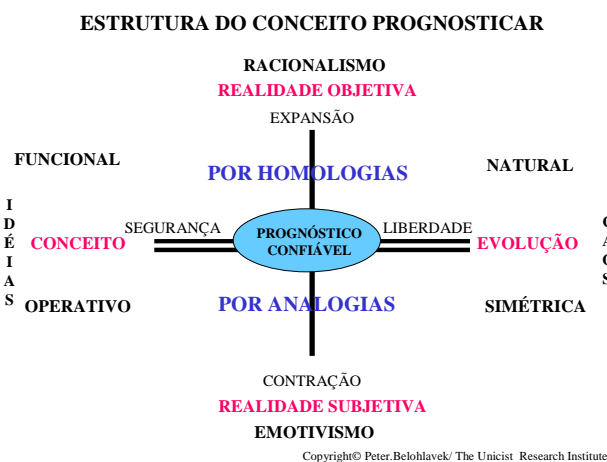 ESTRUTURA DO CONCEITO PROGNOSTICAR
RACIONALISMO
REALIDADE OBJETIVA
EXPANSÃO
FUNCIONAL
POR HOMOLOGIAS
NATURAL
IDÉIAS
CONCEITO
SEGURANÇA
PROGNÓSTICO
CONFIÁVEL
LIBERDADE
EVOLUÇÃO
OPERATIVO
POR ANALOGIAS
SIMÉTRICA
CONTRAÇÃO
REALIDADE SUBJETIVA
EMOTIVISMO
Copyright© Peter.Belohlavek/ The Unicist Research Institute